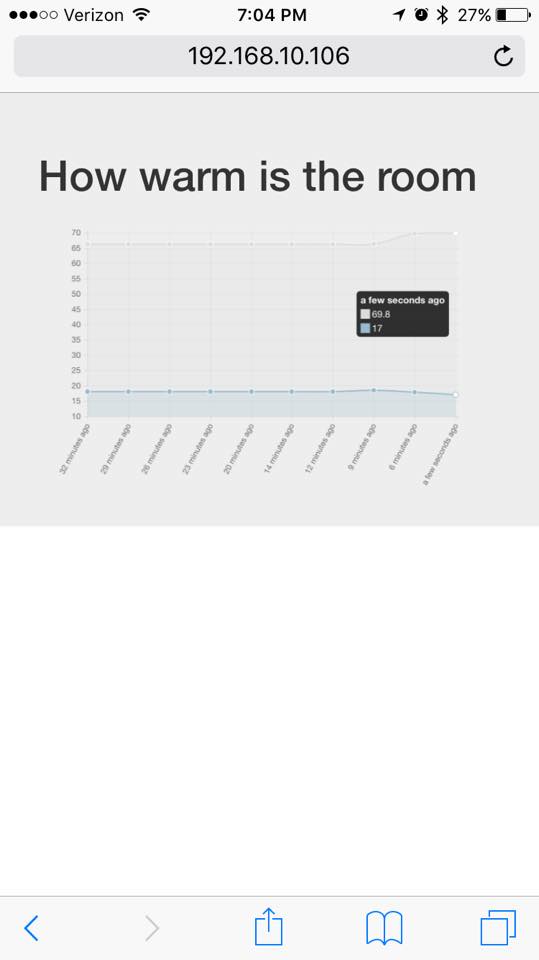 Verizon 7:04 PM 27%
192.168.10.106
How warm is the room
70
65
60
55
50
45
40
35
30
25
20
15
10
a few seconds ago
69.8
17
32 minutes ago
29 minutes ago
26 minutes ago
23 minutes ago
20 minutes ago
14 minutes ago
12 minutes ago
9 minutes ago
6 minutes ago
a few seconds ago